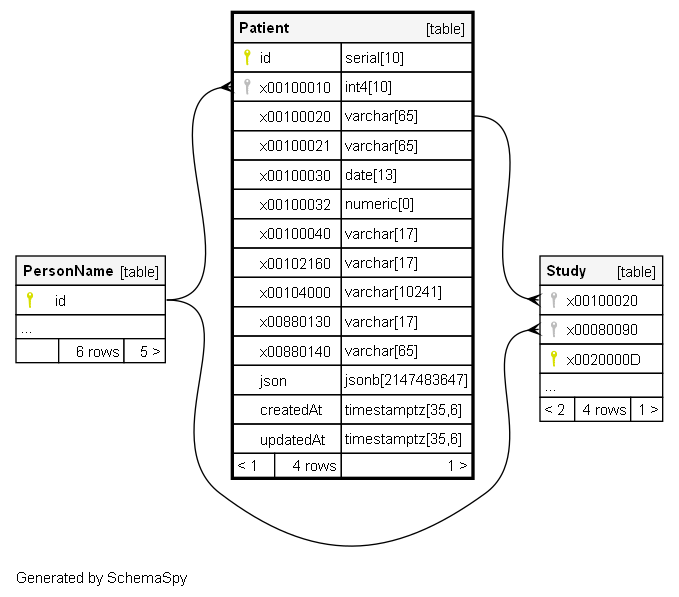 Patient [table]
id serial[10]
x00100010 int4[10]
x00100020 varchar[65]
x00100021 varchar[65]
x00100030 date[13]
x00100032 numeric[0]
x00100040 varchar[17]
x00102160 varchar[17]
x00104000 varchar[10241]
x00880130 varchar[17]
x00880140 varchar[65]
json jsonb[2147483647]
createdAt timestamptz[35,6]
updatedAt timestamptz[35,6]
< 1 4 rows 1 >
PersonName [table]
id
...
6 rows 5 >
Study [table]
x00100020
x00080090
x0020000D
...
< 2 4 rows 1 >
Generated by SchemaSpy